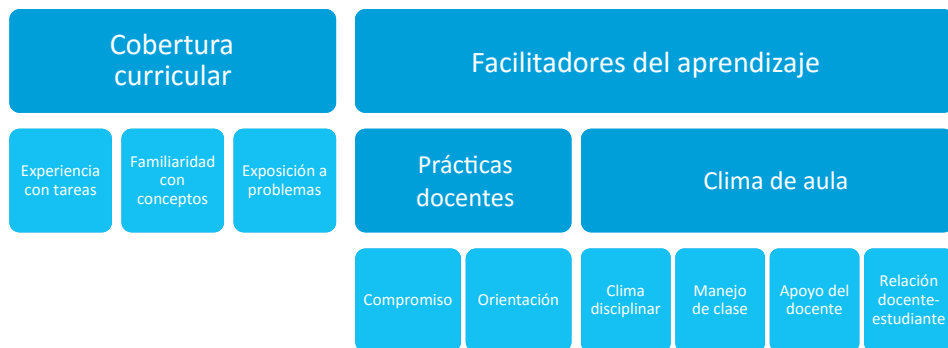 Cobertura
curricular
Facilitadores del aprendizaje
Experiencia
con tareas
Familiaridad
con
conceptos
Exposición a
problemas
Prácticas
docentes
Clima de aula
Compromiso
Orientación
Clima
disciplinar
Manejo
de clase
Apoyo del
docente
Relación
docente-
estudiante